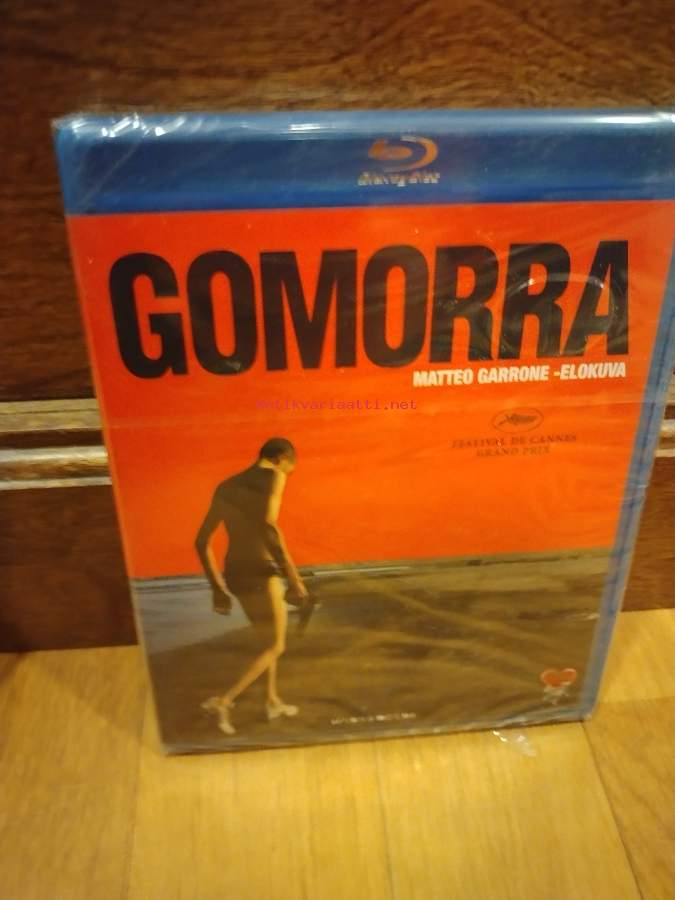 GOMORRA
MATTEO GARRONE -ELOKUVA
antikvariaatti.net
FESTIVAL DE CANNES
GRAND PRIX